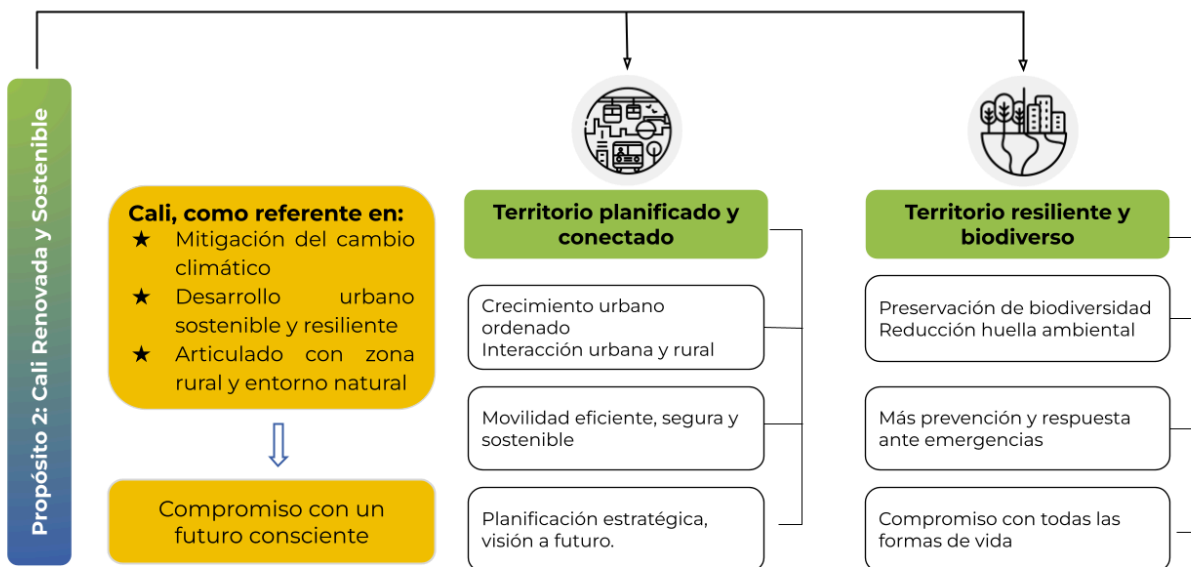 Propósito 2: Cali Renovada y Sostenible
Cali, como referente en:
★ Mitigación del cambio
climático
★ Desarrollo urbano
sostenible y resiliente
★ Articulado con zona
rural y entorno natural
Compromiso con un
futuro consciente
Territorio planificado y
conectado
Crecimiento urbano
ordenado
Interacción urbana y rural
Movilidad eficiente, segura y
sostenible
Planificación estratégica,
visión a futuro.
Territorio resiliente y
biodiverso
Preservación de biodiversidad
Reducción huella ambiental
Más prevención y respuesta
ante emergencias
Compromiso con todas las
formas de vida